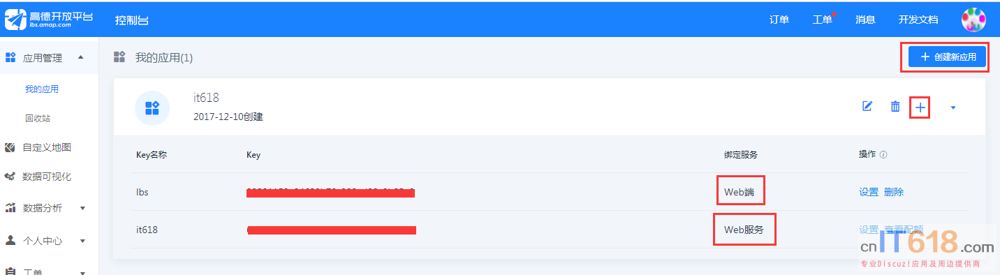 高德开放平台
lbs.amap.com
控制台
订单
工单
消息
开发文档
应用管理
我的应用
回收站
自定义地图
数据可视化
数据分析
个人中心
工单
我的应用(1)
创建新应用
it618
2017-12-10创建
Key名称 Key 绑定服务 操作
lbs Web端 设置 删除
it618 Web服务 设置 查看配额
cnIT618.com
专业Discuz!应用及周边提供商